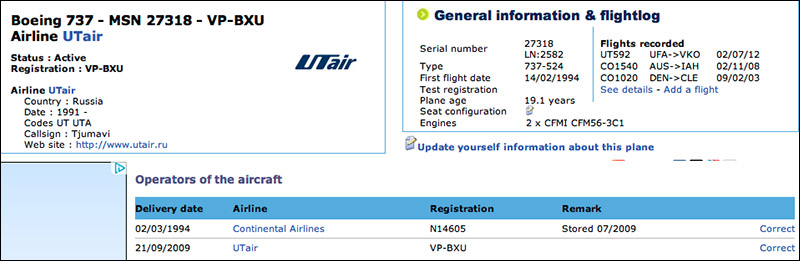 Boeing 737 - MSN 27318 - VP-BXU
Airline UTair
Status : Active
Registration : VP-BXU
UTair
Airline UTair
Country : Russia
Date : 1991 -
Codes UT UTA
Callsign : Tjumavi
Web site : http://www.utair.ru
General information & flightlog
Serial number 27318
LN:2582
Type 737-524
First flight date 14/02/1994
Test registration
Plane age 19.1 years
Seat configuration
Engines 2 x CFMI CFM56-3C1
Flights recorded
UT592 UFA->VKO 02/07/12
CO1540 AUS->IAH 02/11/08
CO1020 DEN->CLE 09/02/03
See details - Add a flight
Update yourself information about this plane
Operators of the aircraft
Delivery date Airline Registration Remark
02/03/1994 Continental Airlines N14605 Stored 07/2009 Correct
21/09/2009 UTair VP-BXU Correct